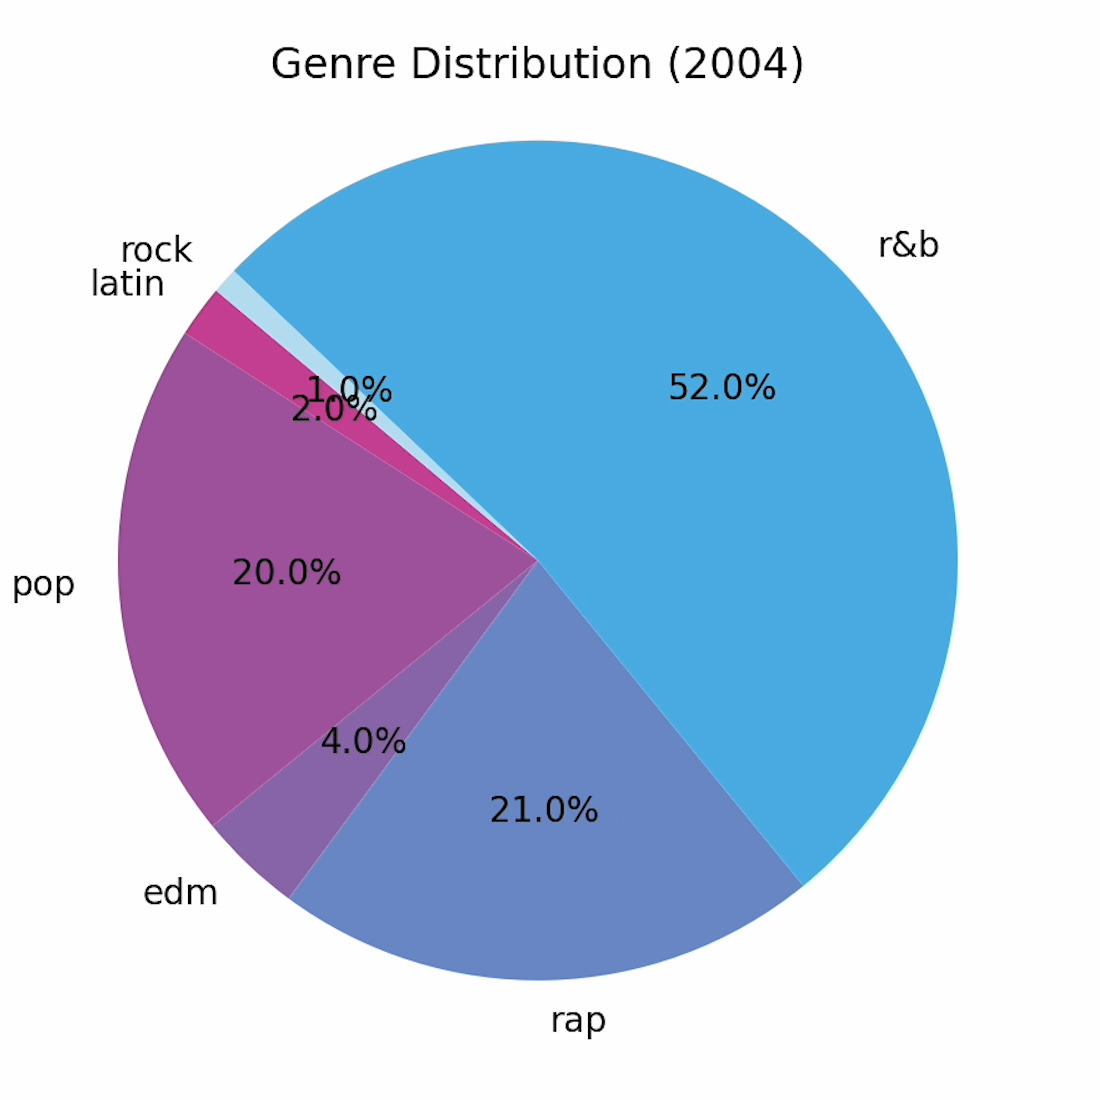 Genre Distribution (2004)
rock
r&b
latin
1.0%
52.0%
2.0%
20.0%
pop
4.0%
21.0%
edm
rap